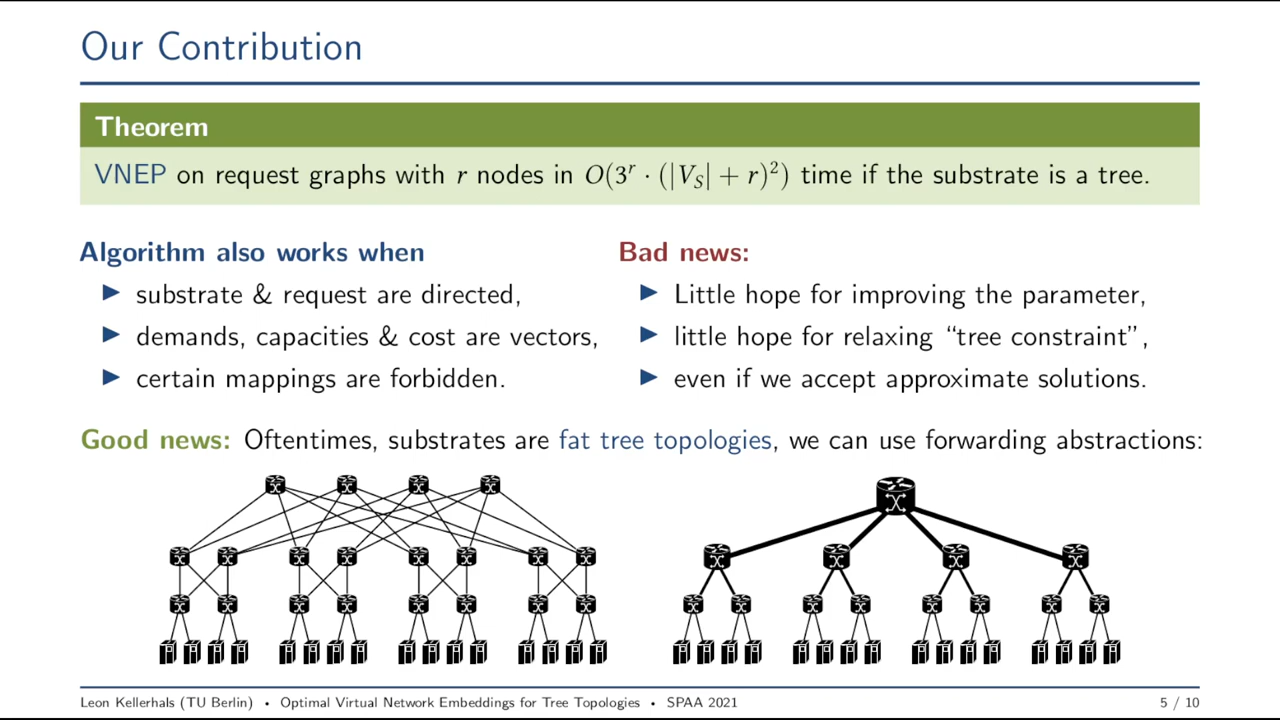 Our Contribution
Theorem
VNEP on request graphs with r nodes in O(3^r · (|V_S| + r)^2) time if the substrate is a tree.
Algorithm also works when
▶ substrate & request are directed,
▶ demands, capacities & cost are vectors,
▶ certain mappings are forbidden.
Bad news:
▶ Little hope for improving the parameter,
▶ little hope for relaxing “tree constraint”,
▶ even if we accept approximate solutions.
Good news: Oftentimes, substrates are fat tree topologies, we can use forwarding abstractions:
Leon Kellerhals (TU Berlin) • Optimal Virtual Network Embeddings for Tree Topologies • SPAA 2021
5 / 10